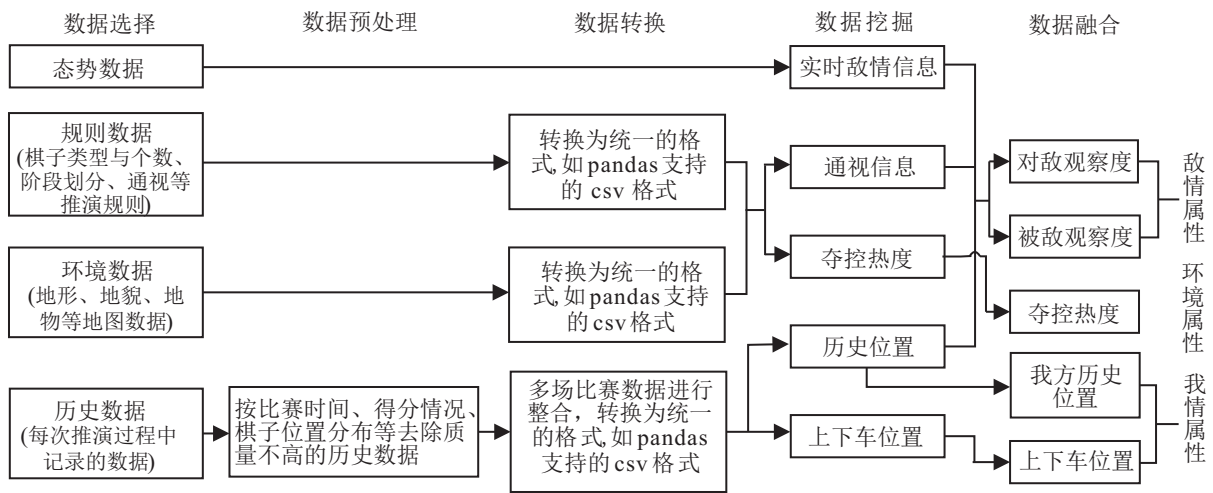 数据选择
数据预处理
数据转换
数据挖掘
数据融合
态势数据
实时敌情信息
规则数据
(棋子类型与个数、
阶段划分、通视等
推演规则)
转换为统一的格
式,如pandas支持
的 csv 格式
通视信息
对敌观察度
被敌观察度
敌情属性
环境数据
(地形、地貌、地
物等地图数据)
转换为统一的格
式,如pandas支持
的csv格式
夺控热度
夺控热度
环境属性
历史数据
(每次推演过程中
记录的数据)
按比赛时间、得分情况、
棋子位置分布等去除质
量不高的历史数据
多场比赛数据进行
整合，转换为统一
的格式,如pandas
支持的csv格式
历史位置
上下车位置
我方历史
位置
上下车位置
我情属性